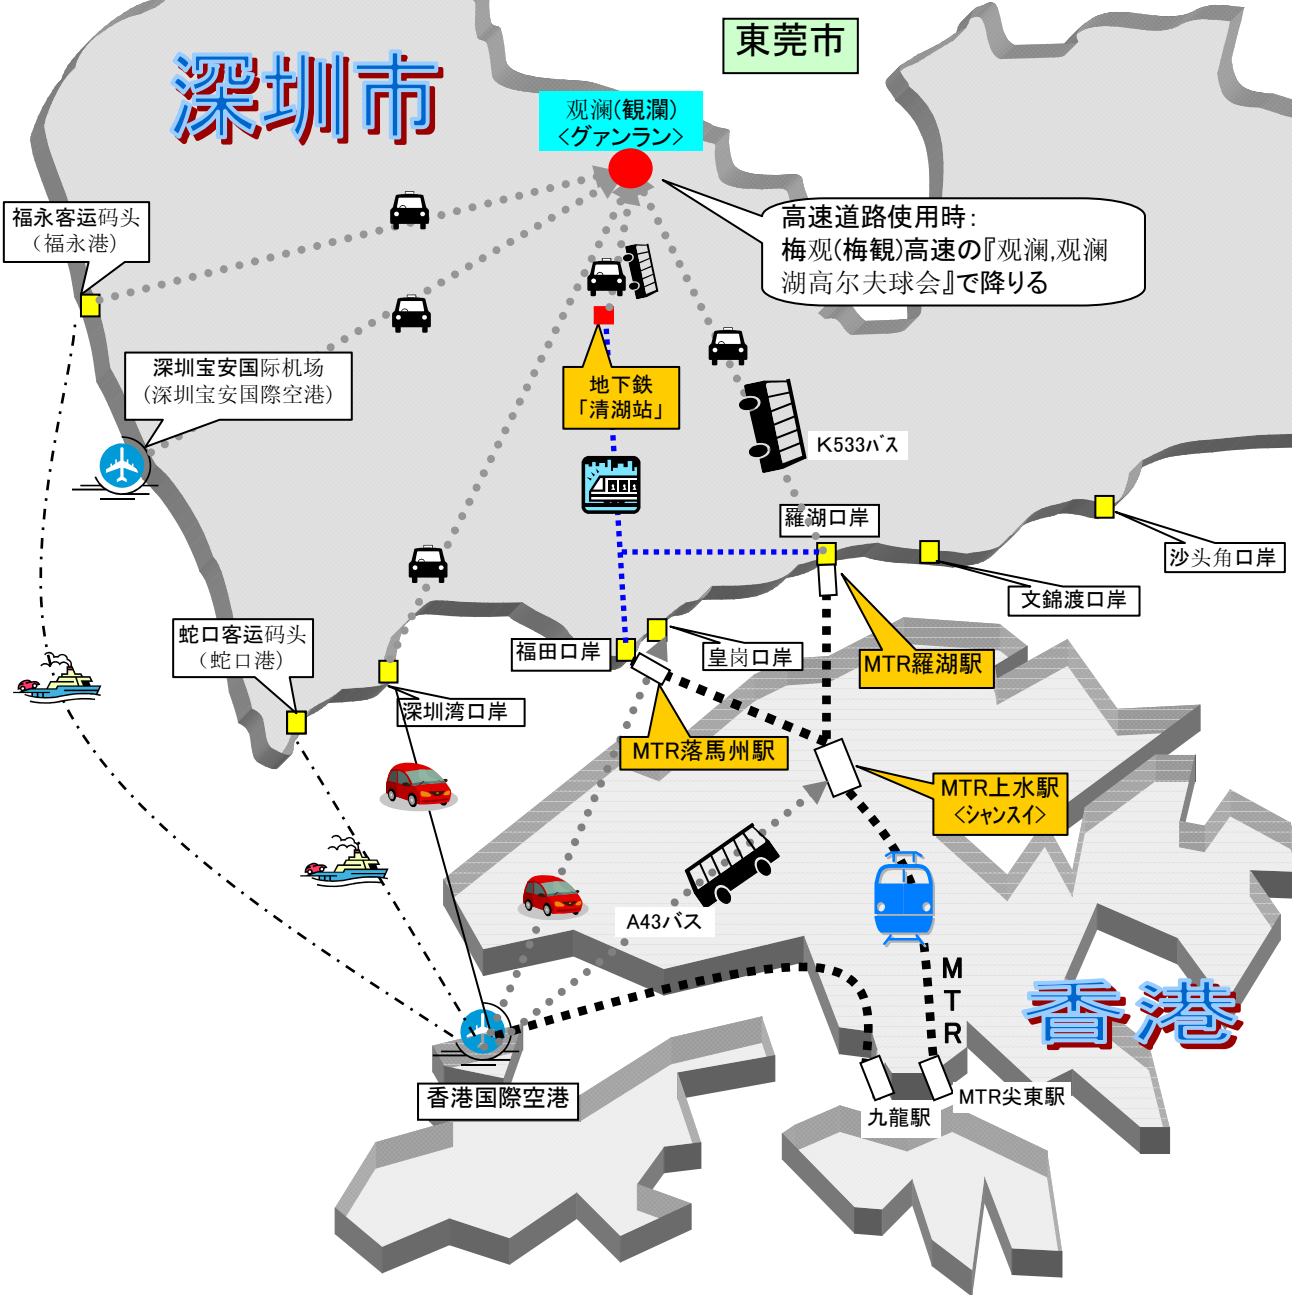 東莞市
深圳市
观澜(観瀾)
<グァンラン>
高速道路使用時：
梅观(梅観)高速の『观澜,观澜
湖高尔夫球会』で降りる
福永客运码头
（福永港）
深圳宝安国际机场
(深圳宝安国際空港)
地下鉄
「清湖站」
K533バス
羅湖口岸
沙头角口岸
文錦渡口岸
蛇口客运码头
（蛇口港）
福田口岸
皇岗口岸
MTR羅湖駅
深圳湾口岸
MTR落馬州駅
MTR上水駅
<シャンスイ>
A43バス
MTR
香港
香港国際空港
MTR尖東駅
九龍駅